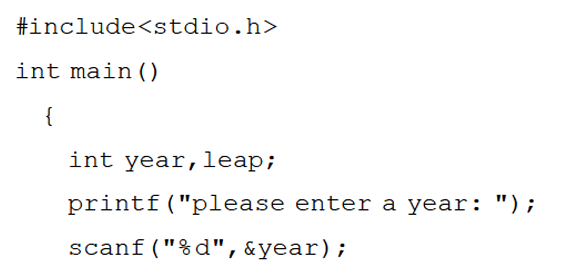 #include<stdio.h>
int main()
{
int year,leap;
printf("please enter a year: ");
scanf("%d",&year);